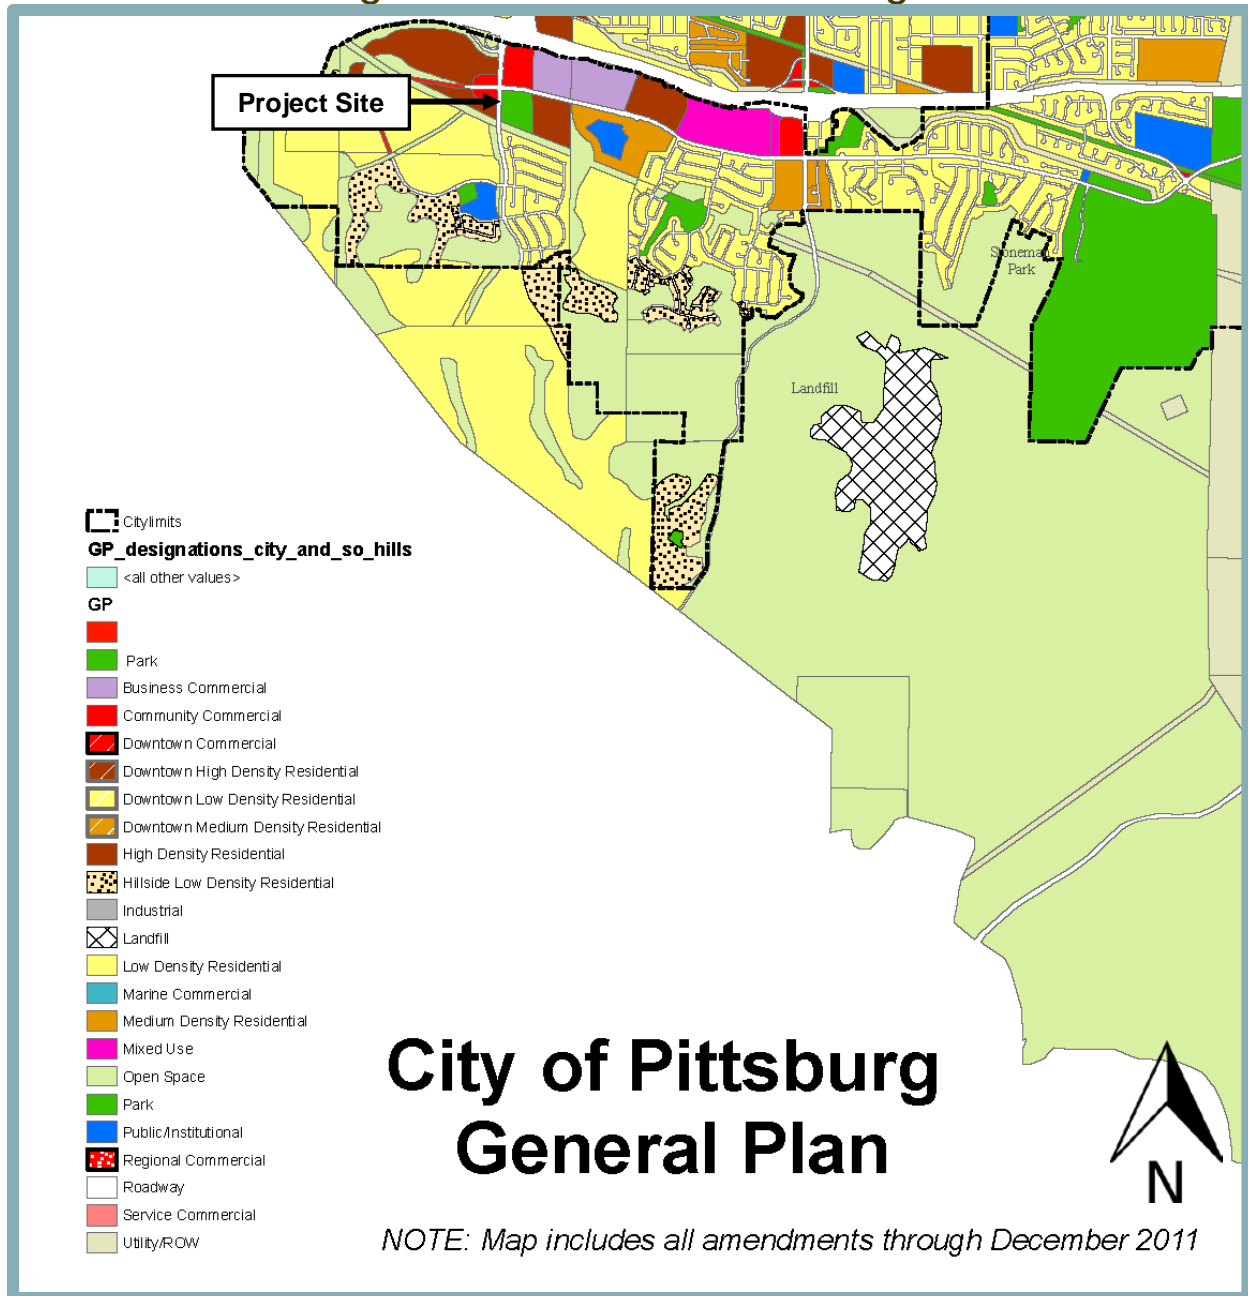 Project Site
Stoneman
Park
Landfill
Citylimits
GP_designations_city_and_so_hills
<all other values>
GP
Park
Business Commercial
Community Commercial
Downtown Commercial
Downtown High Density Residential
Downtown Low Density Residential
Downtown Medium Density Residential
High Density Residential
Hillside Low Density Residential
Industrial
Landfill
Low Density Residential
Marine Commercial
Medium Density Residential
Mixed Use
Open Space
Park
Public/Institutional
Regional Commercial
Roadway
Service Commercial
Utility/ROW
City of Pittsburg
General Plan
N
NOTE: Map includes all amendments through December 2011